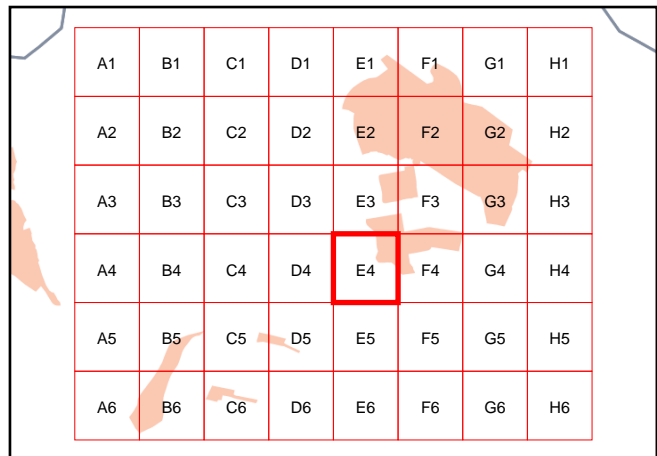 A1 B1 C1 D1 E1 F1 G1 H1
A2 B2 C2 D2 E2 F2 G2 H2
A3 B3 C3 D3 E3 F3 G3 H3
A4 B4 C4 D4 E4 F4 G4 H4
A5 B5 C5 D5 E5 F5 G5 H5
A6 B6 C6 D6 E6 F6 G6 H6